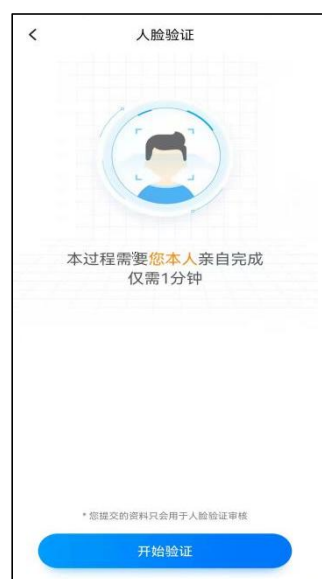 人脸验证
本过程需要您本人亲自完成
仅需1分钟
*您提交的资料只会用于人脸验证审核
开始验证